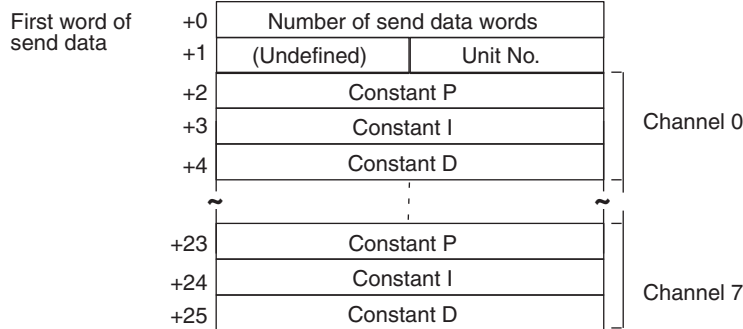 First word of
send data
+0 Number of send data words
+1 (Undefined) Unit No.
+2 Constant P
+3 Constant I
+4 Constant D
Channel 0
~ ~
+23 Constant P
+24 Constant I
+25 Constant D
Channel 7